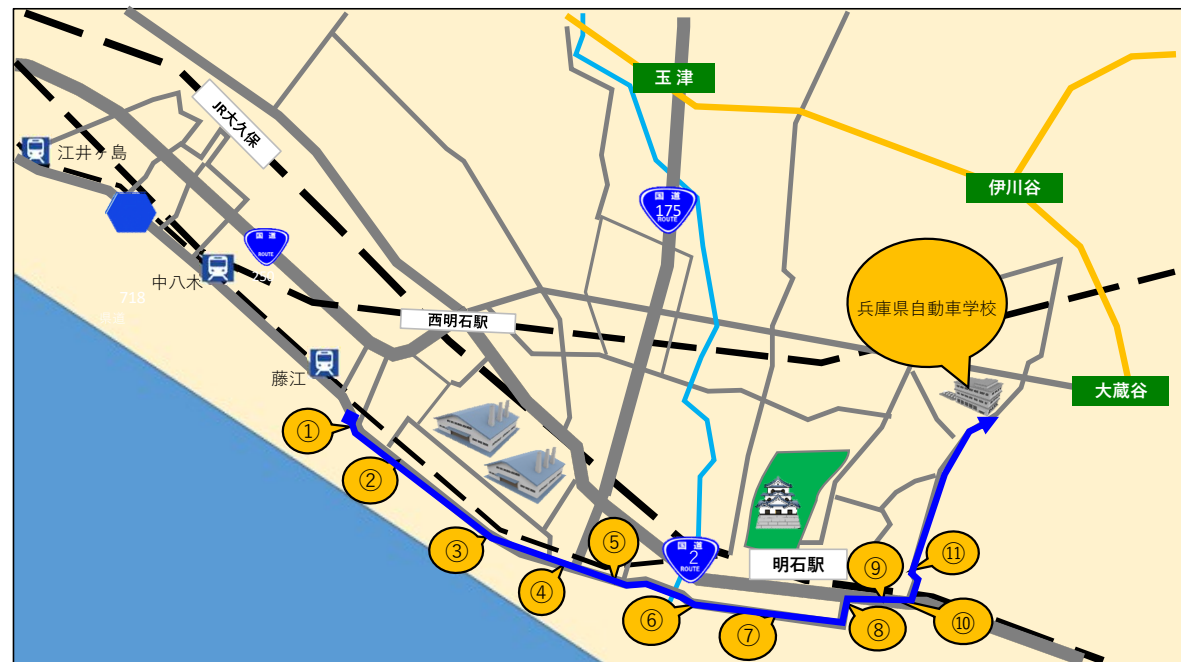 玉津
JR大久保
江井ヶ島
伊川谷
国道
175
ROUTE
国道
ROUTE
中八木
718
兵庫県自動車学校
西明石駅
藤江
大蔵谷
①
②
③
④
⑤
国道
2
ROUTE
明石駅
⑥
⑦
⑧
⑨
⑩
⑪